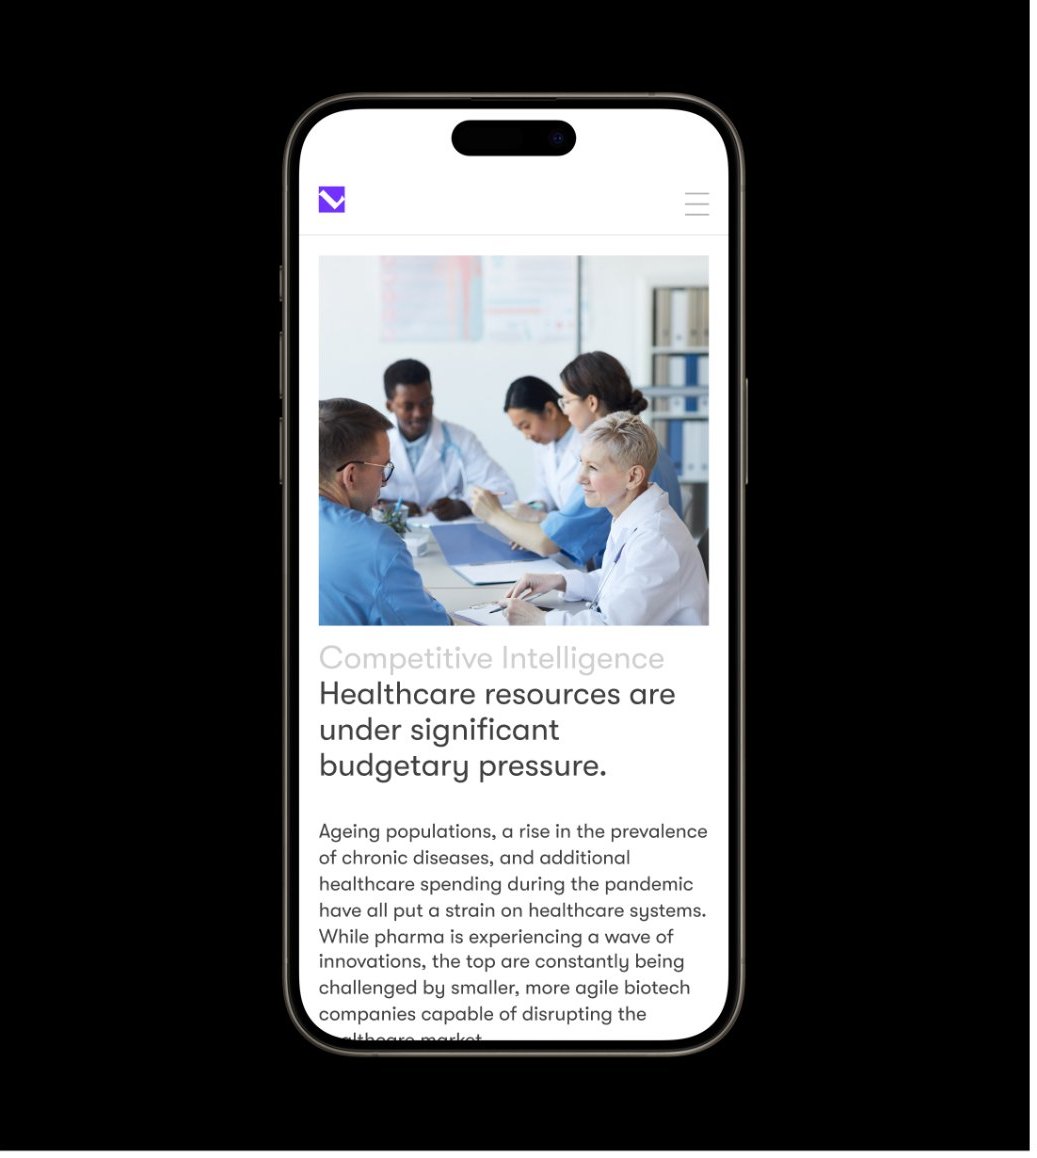 Competitive Intelligence
Healthcare resources are
under significant
budgetary pressure.
Ageing populations, a rise in the prevalence
of chronic diseases, and additional
healthcare spending during the pandemic
have all put a strain on healthcare systems.
While pharma is experiencing a wave of
innovations, the top are constantly being
challenged by smaller, more agile biotech
companies capable of disrupting the
healthcare market